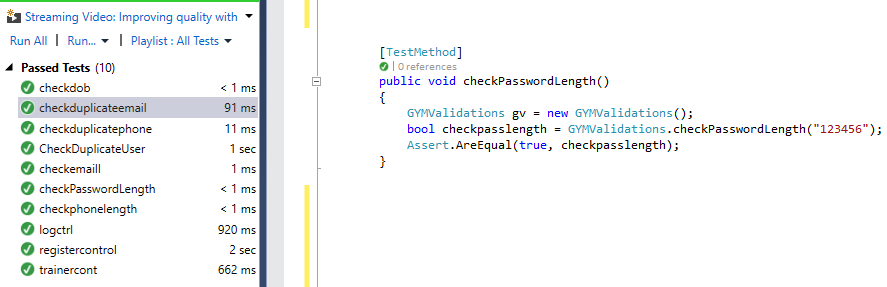 Streaming Video: Improving quality with
Run All | Run... | Playlist : All Tests
Passed Tests (10)
checkdob < 1 ms
checkduplicateemail 91 ms
checkduplicatephone 11 ms
CheckDuplicateUser 1 sec
checkemaill 1 ms
checkPasswordLength < 1 ms
checkphonelength < 1 ms
logctrl 920 ms
registercontrol 2 sec
trainercont 662 ms
[TestMethod]
| 0 references
public void checkPasswordLength()
{
GYMValidations gv = new GYMValidations();
bool checkpasslength = GYMValidations.checkPasswordLength("123456");
Assert.AreEqual(true, checkpasslength);
}